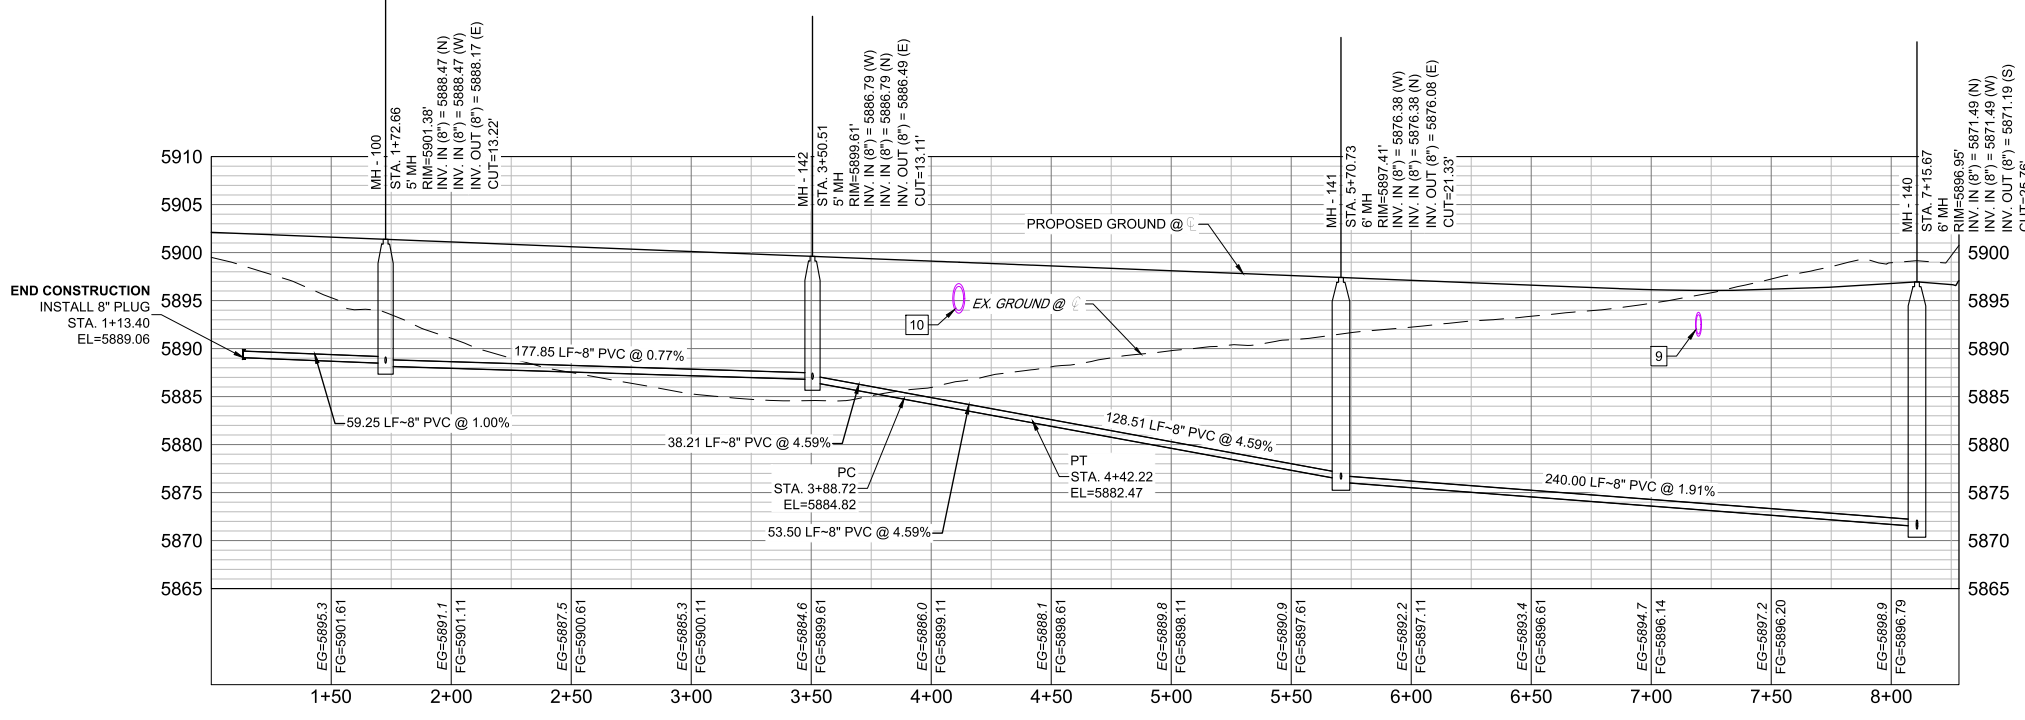 MH - 100
STA. 1+72.66
5' MH
RIM=5901.38'
INV. IN (8") = 5888.47 (N)
INV. IN (8") = 5888.47 (W)
INV. OUT (8") = 5888.17 (E)
CUT=13.22'
MH - 142
STA. 3+50.51
5' MH
RIM=5899.61'
INV. IN (8") = 5886.79 (W)
INV. IN (8") = 5886.79 (N)
INV. OUT (8") = 5886.49 (E)
CUT=13.11'
MH - 141
STA. 5+70.73
6' MH
RIM=5897.41'
INV. IN (8") = 5876.38 (W)
INV. IN (8") = 5876.38 (N)
INV. OUT (8") = 5876.08 (E)
CUT=21.33'
MH - 140
STA. 7+15.67
6' MH
RIM=5896.95'
INV. IN (8") = 5871.49 (N)
INV. IN (8") = 5871.49 (W)
INV. OUT (8") = 5871.19 (S)
CUT=25.76'
5910
5905
5900
5895
5890
5885
5880
5875
5870
5865
END CONSTRUCTION
INSTALL 8" PLUG
STA. 1+13.40
EL=5889.06
PROPOSED GROUND @ ℄
EX. GROUND @ ℄
10
9
177.85 LF~8" PVC @ 0.77%
59.25 LF~8" PVC @ 1.00%
38.21 LF~8" PVC @ 4.59%
128.51 LF~8" PVC @ 4.59%
PC
STA. 3+88.72
EL=5884.82
PT
STA. 4+42.22
EL=5882.47
53.50 LF~8" PVC @ 4.59%
240.00 LF~8" PVC @ 1.91%
5900
5895
5890
5885
5880
5875
5870
5865
EG=5895.3
FG=5901.61
EG=5891.1
FG=5901.11
EG=5887.5
FG=5900.61
EG=5885.3
FG=5900.11
EG=5884.6
FG=5899.61
EG=5886.0
FG=5899.11
EG=5888.1
FG=5898.61
EG=5889.8
FG=5898.11
EG=5890.9
FG=5897.61
EG=5892.2
FG=5897.11
EG=5893.4
FG=5896.61
EG=5894.7
FG=5896.14
EG=5897.2
FG=5896.20
EG=5898.9
FG=5896.79
1+50
2+00
2+50
3+00
3+50
4+00
4+50
5+00
5+50
6+00
6+50
7+00
7+50
8+00